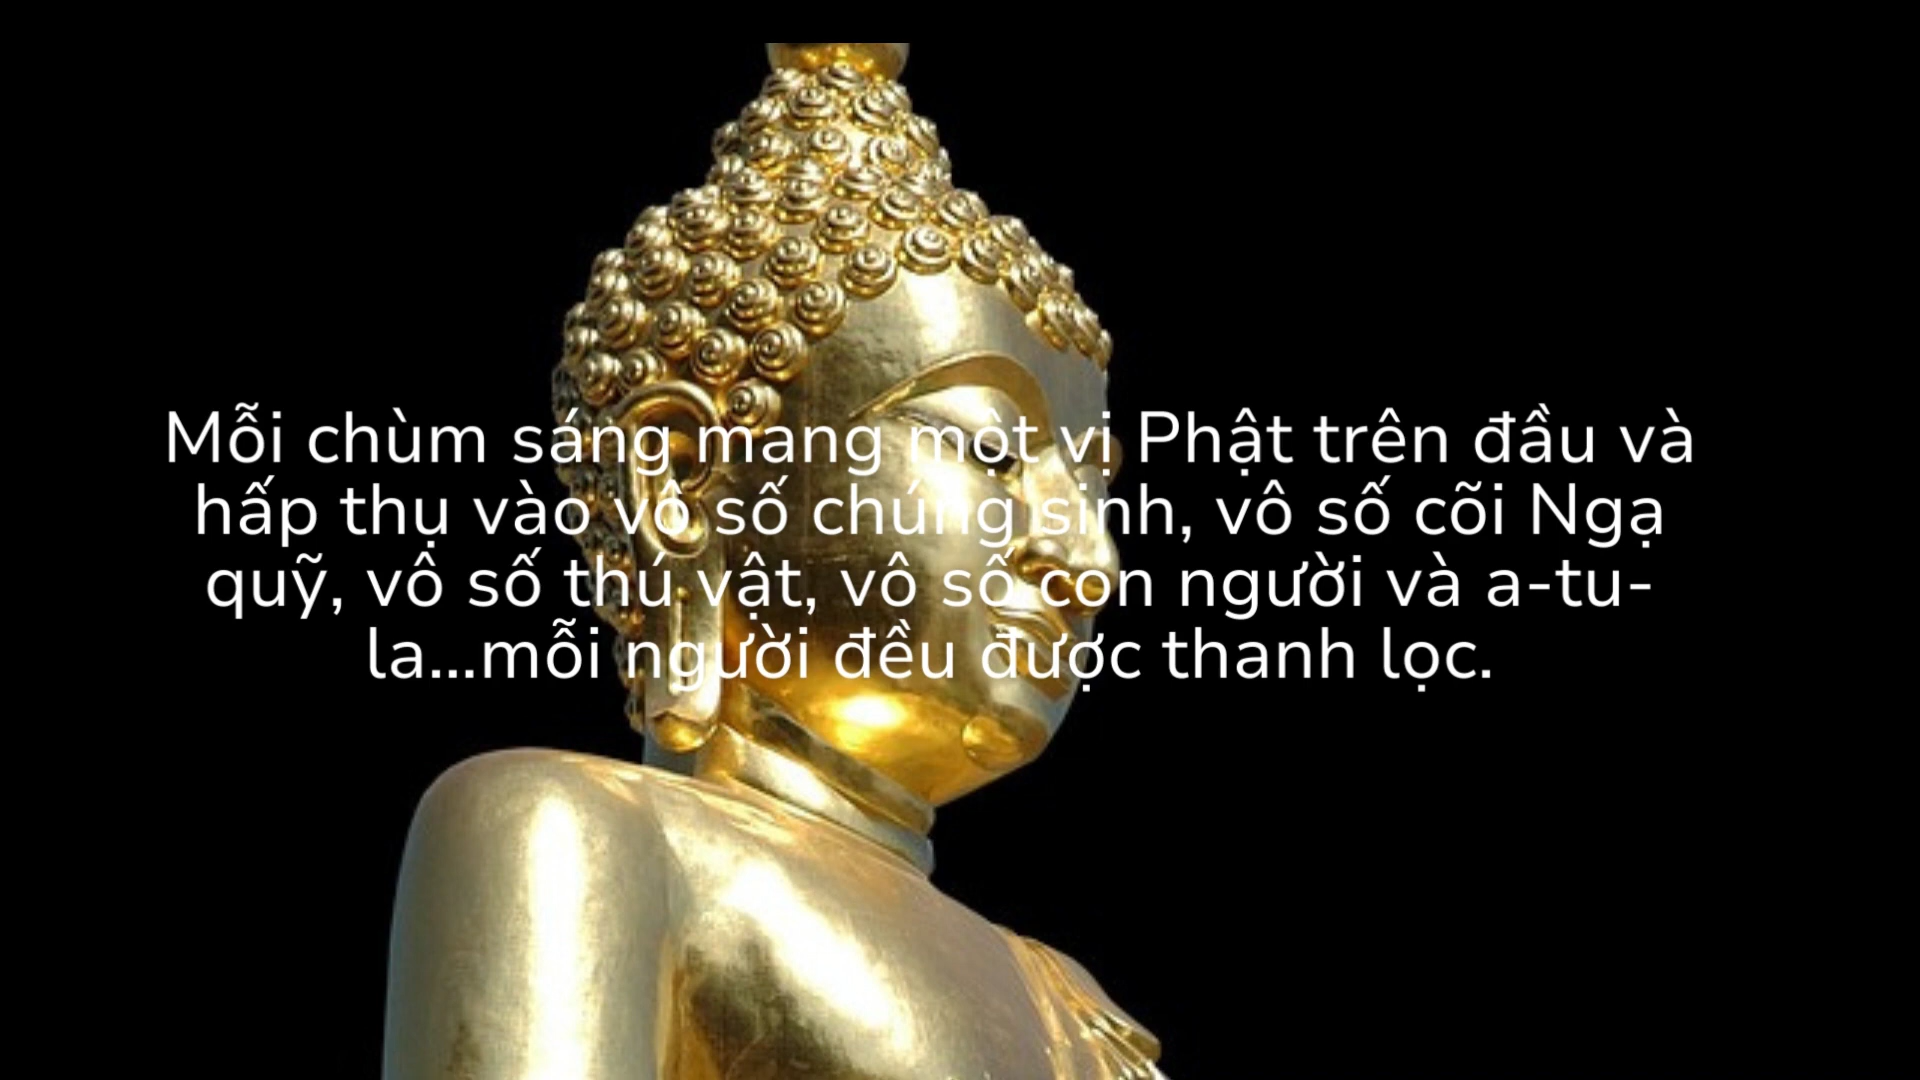 Mỗi chùm sáng mang một vị Phật trên đầu và
hấp thụ vào vô số chúng sinh, vô số cõi Ngạ
quỹ, vô số thú vật, vô số con người và a-tu-
la...mỗi người đều được thanh lọc.